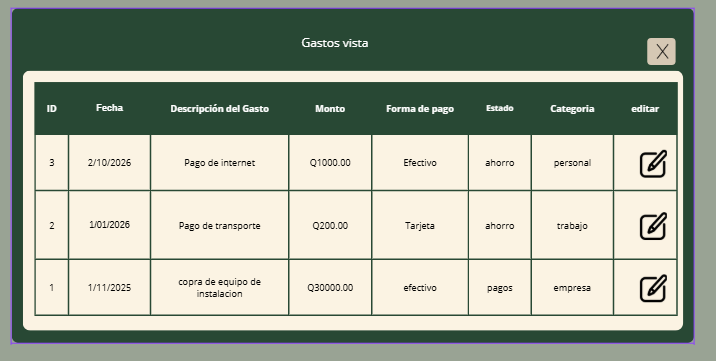 Gastos vista
X
ID Fecha Descripción del Gasto Monto Forma de pago Estado Categoria editar
3 2/10/2026 Pago de internet Q1000.00 Efectivo ahorro personal
2 1/01/2026 Pago de transporte Q200.00 Tarjeta ahorro trabajo
1 1/11/2025 copra de equipo de instalacion Q30000.00 efectivo pagos empresa